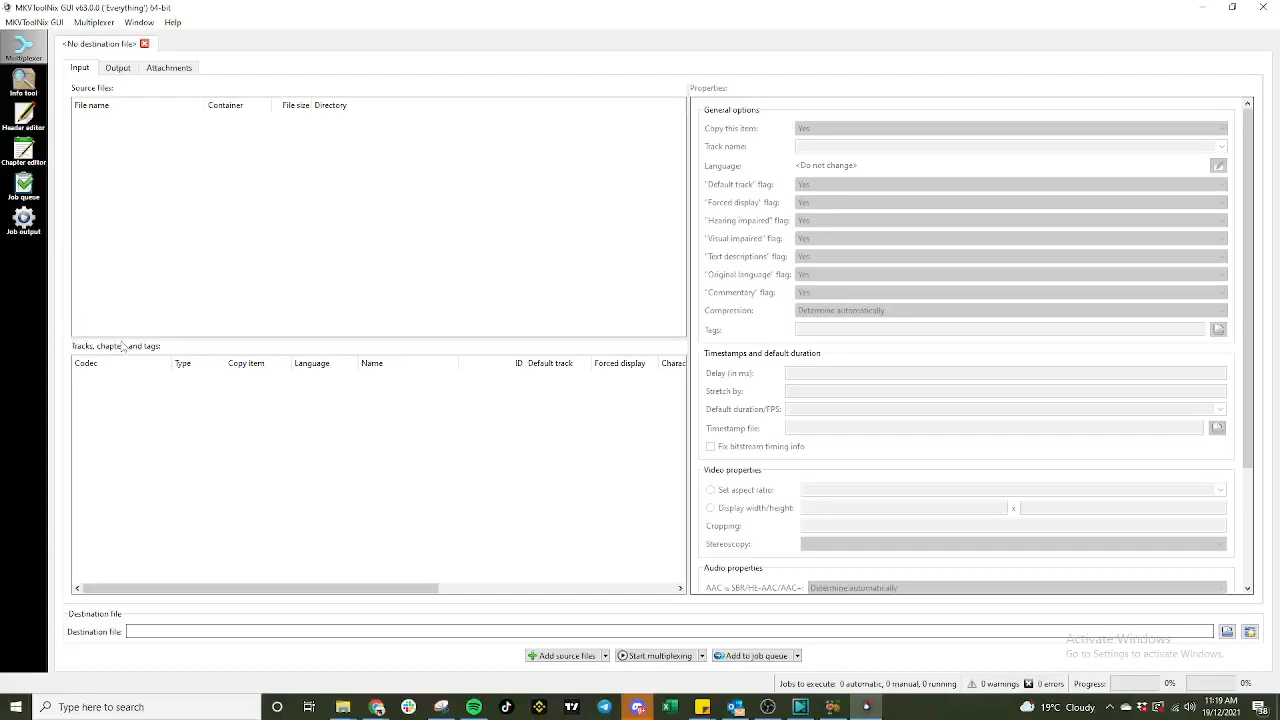 MKVToolNix GUI v63.0.0 ('Everything') 64-bit
MKVToolNix GUI Multiplexer Window Help
Multiplexer
Info tool
Header editor
Chapter editor
Job queue
Job output
<No destination file>
Input Output Attachments
Source files:
File name Container File size Directory
Tracks, chapters and tags:
Codec Type Copy item Language Name ID Default track Forced display Charac
Properties:
General options
Copy this item: Yes
Track name:
Language: <Do not change>
"Default track" flag: Yes
"Forced display" flag: Yes
"Hearing impaired" flag: Yes
"Visual impaired" flag: Yes
"Text descriptions" flag: Yes
"Original language" flag: Yes
"Commentary" flag: Yes
Compression: Determine automatically
Tags:
Timestamps and default duration
Delay (in ms):
Stretch by:
Default duration/FPS:
Timestamp file:
Fix bitstream timing info
Video properties
Set aspect ratio:
Display width/height: x
Cropping:
Stereoscopy:
Audio properties
AAC is SBR/HE-AAC/AAC+: Determine automatically
Destination file
Destination file:
Add source files Start multiplexing Add to job queue
Activate Windows
Go to Settings to activate Windows.
Jobs to execute: 0 automatic, 0 manual, 0 running 0 warnings 0 errors Progress: 0% 0%
Type here to search
13°C Cloudy
11:19 AM
19/12/2021